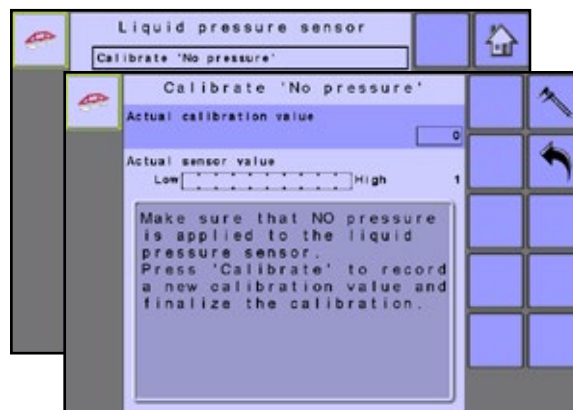 Liquid pressure sensor
Calibrate 'No pressure'
Calibrate 'No pressure'
Actual calibration value
0
Actual sensor value
Low High 1
Make sure that NO pressure
is applied to the liquid
pressure sensor.
Press 'Calibrate' to record
a new calibration value and
finalize the calibration.